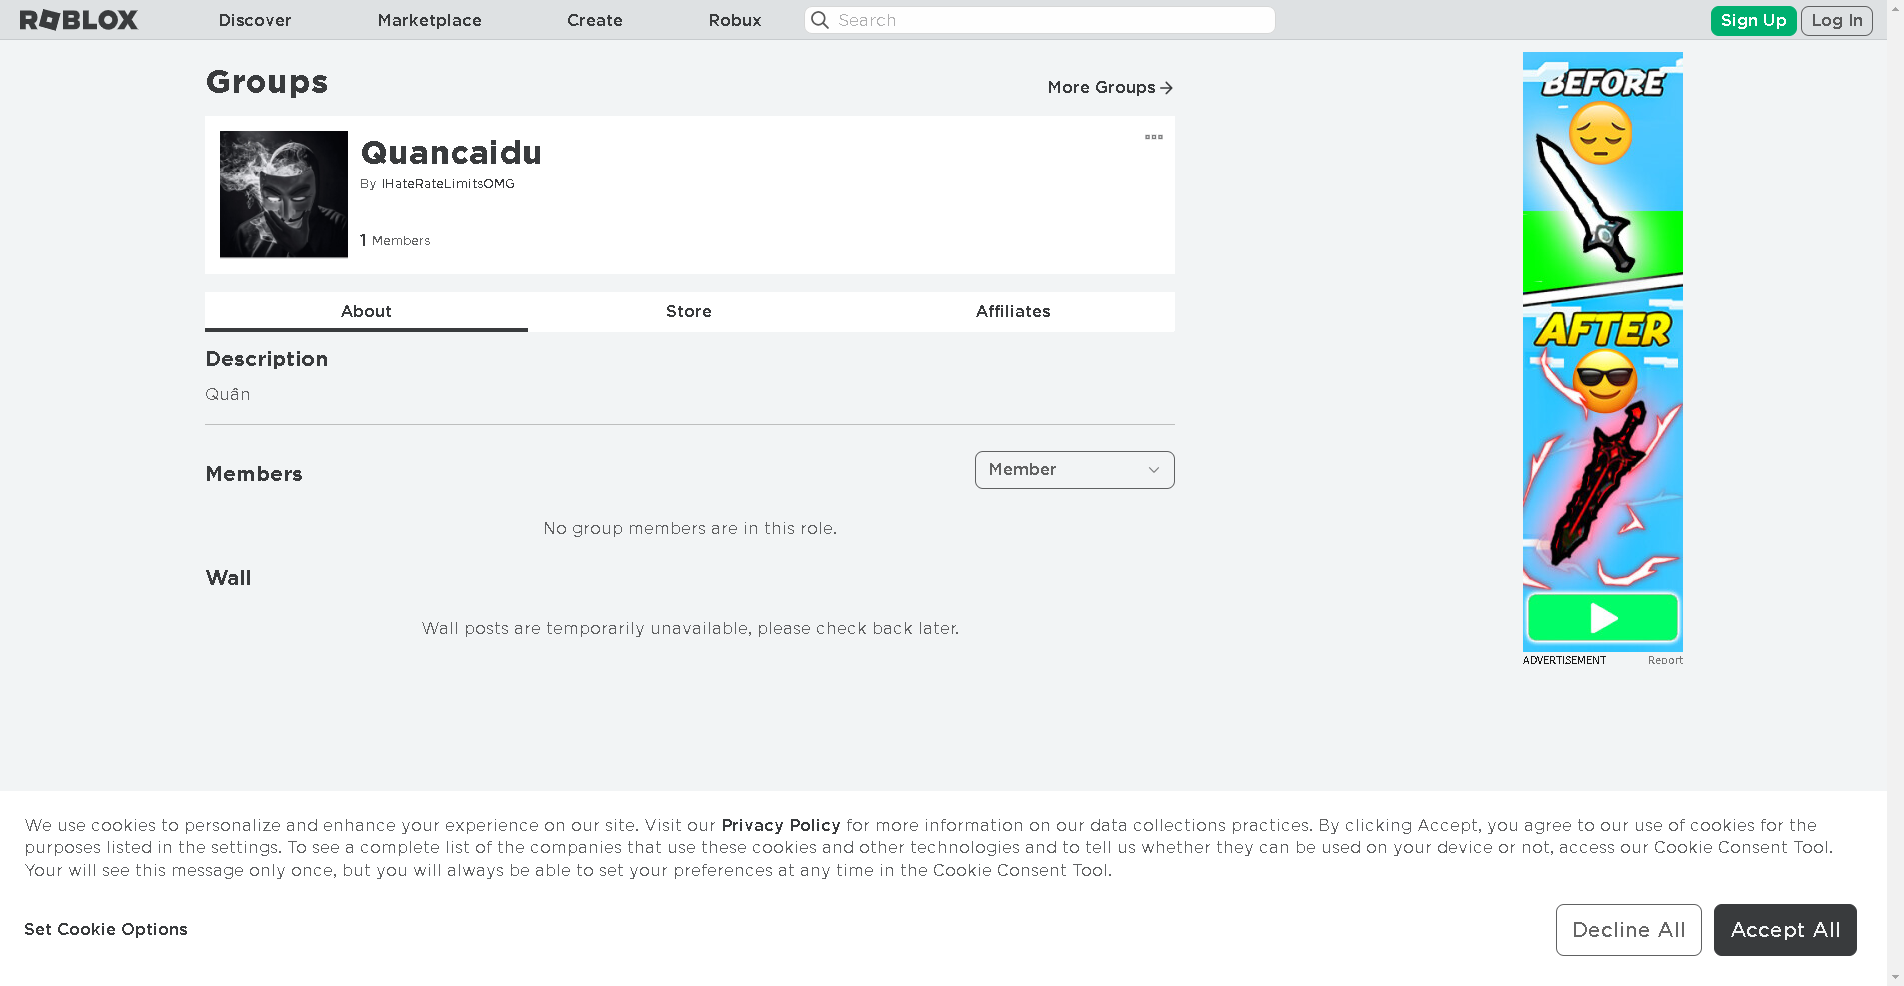 ROBLOX
Discover
Marketplace
Create
Robux
Search
Sign Up
Log In
Groups
More Groups
Quancaidu
By IHateRateLimitsOMG
1 Members
About
Store
Affiliates
Description
Quân
Members
Member
No group members are in this role.
Wall
Wall posts are temporarily unavailable, please check back later.
BEFORE
AFTER
ADVERTISEMENT
Report
We use cookies to personalize and enhance your experience on our site. Visit our Privacy Policy for more information on our data collections practices. By clicking Accept, you agree to our use of cookies for the
purposes listed in the settings. To see a complete list of the companies that use these cookies and other technologies and to tell us whether they can be used on your device or not, access our Cookie Consent Tool.
Your will see this message only once, but you will always be able to set your preferences at any time in the Cookie Consent Tool.
Set Cookie Options
Decline All
Accept All